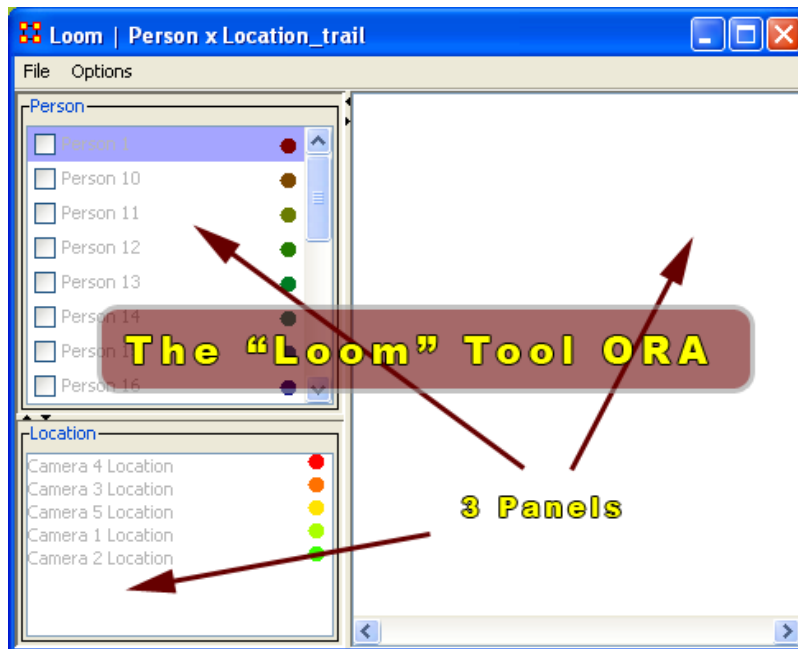 Loom | Person x Location_trail
File Options
Person
Person 1
Person 10
Person 11
Person 12
Person 13
Person 14
Person
Person 16
The “Loom” Tool ORA
Location
Camera 4 Location
Camera 3 Location
Camera 5 Location
Camera 1 Location
Camera 2 Location
3 Panels